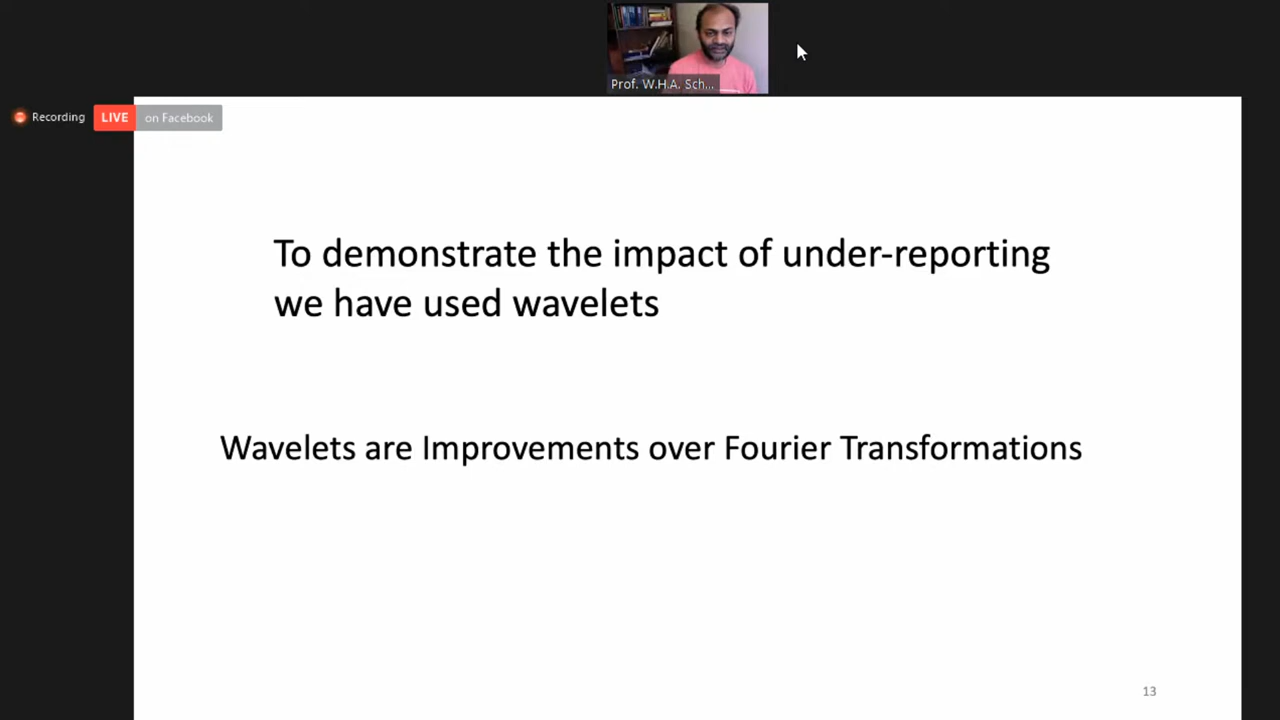 Prof. W.H.A. Sch...
Recording
LIVE
on Facebook
To demonstrate the impact of under-reporting
we have used wavelets
Wavelets are Improvements over Fourier Transformations
13